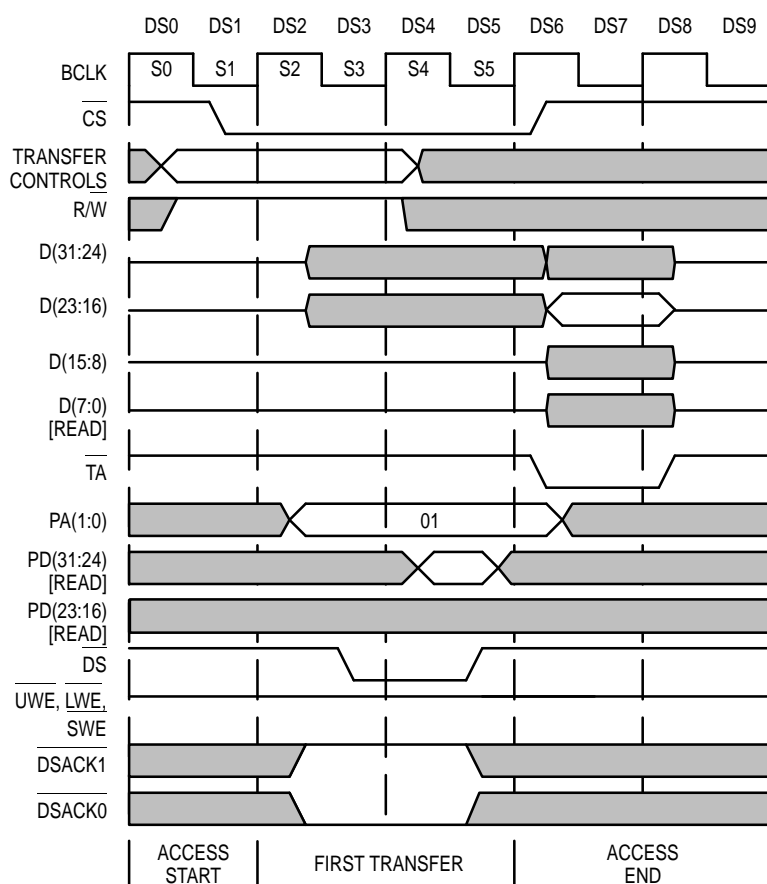 DS0 DS1 DS2 DS3 DS4 DS5 DS6 DS7 DS8 DS9
BCLK S0 S1 S2 S3 S4 S5
CS
TRANSFER
CONTROLS
R/W
D(31:24)
D(23:16)
D(15:8)
D(7:0)
[READ]
TA
PA(1:0) 01
PD(31:24)
[READ]
PD(23:16)
[READ]
DS
UWE, LWE,
SWE
DSACK1
DSACK0
ACCESS
START
FIRST TRANSFER
ACCESS
END